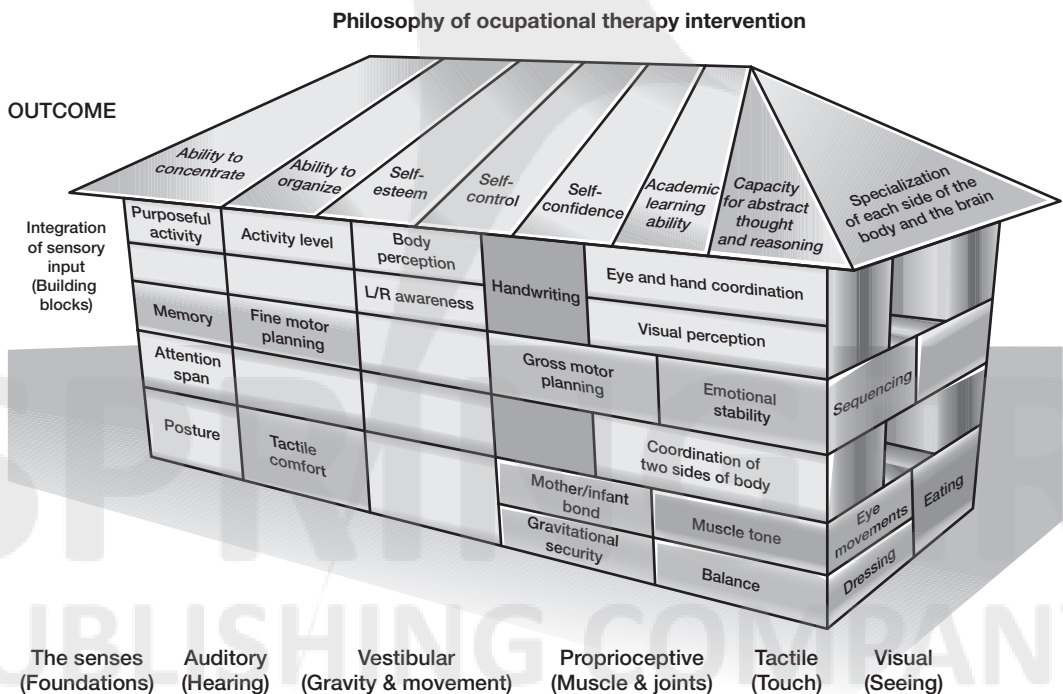 Philosophy of ocupational therapy intervention
OUTCOME
Ability to
concentrate
Ability to
organize
Self-
esteem
Self-
control
Self-
confidence
Academic
learning
ability
Capacity
for abstract
thought
and reasoning
Specialization
of each side of the
body and the brain
Integration
of sensory
input
(Building
blocks)
Purposeful
activity
Activity level
Body
perception
L/R awareness
Handwriting
Eye and hand coordination
Visual perception
Memory
Fine motor
planning
Gross motor
planning
Emotional
stability
Sequencing
Attention
span
Posture
Tactile
comfort
Coordination of
two sides of body
Mother/infant
bond
Muscle tone
Eye
movements
Eating
Gravitational
security
Balance
Dressing
SPRINGER
PUBLISHING COMPANY
The senses
(Foundations)
Auditory
(Hearing)
Vestibular
(Gravity & movement)
Proprioceptive
(Muscle & joints)
Tactile
(Touch)
Visual
(Seeing)